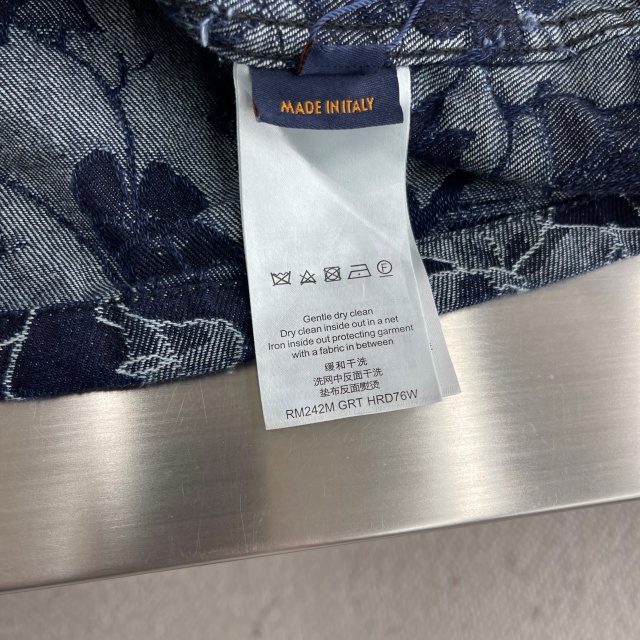 MADE IN ITALY
Gentle dry clean
Dry clean inside out in a net
Iron inside out protecting garment
with a fabric in between
缓和干洗
洗网中反面干洗
垫布反面熨烫
RM242M GRT HRD76W